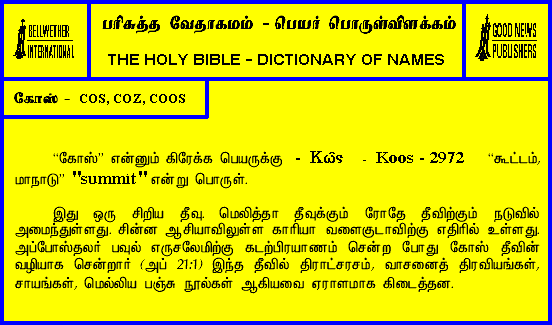 BELLWETHER
INTERNATIONAL
பரிசுத்த வேதாகமம் - பெயர் பொருள்விளக்கம்
THE HOLY BIBLE - DICTIONARY OF NAMES
GOOD NEWS
PUBLISHERS
கோஸ் - COS, COZ, COOS
“கோஸ்” என்னும் கிரேக்க பெயருக்கு - Κῶς - Koos - 2972 “கூட்டம்,
மாநாடு” "summit" என்று பொருள்.
இது ஒரு சிறிய தீவு. மெலித்தா தீவுக்கும் ரோதே தீவிற்கும் நடுவில்
அமைந்துள்ளது. சின்ன ஆசியாவிலுள்ள காரியா வளைகுடாவிற்கு எதிரில் உள்ளது.
அப்போஸ்தலர் பவுல் எருசலேமிற்கு கடற்பிரயாணம் சென்ற போது கோஸ் தீவின்
வழியாக சென்றார் (அப் 21:1) இந்த தீவில் திராட்சரசம், வாசனைத் திரவியங்கள்,
சாயங்கள், மெல்லிய பஞ்சு நூல்கள் ஆகியவை ஏராளமாக கிடைத்தன.